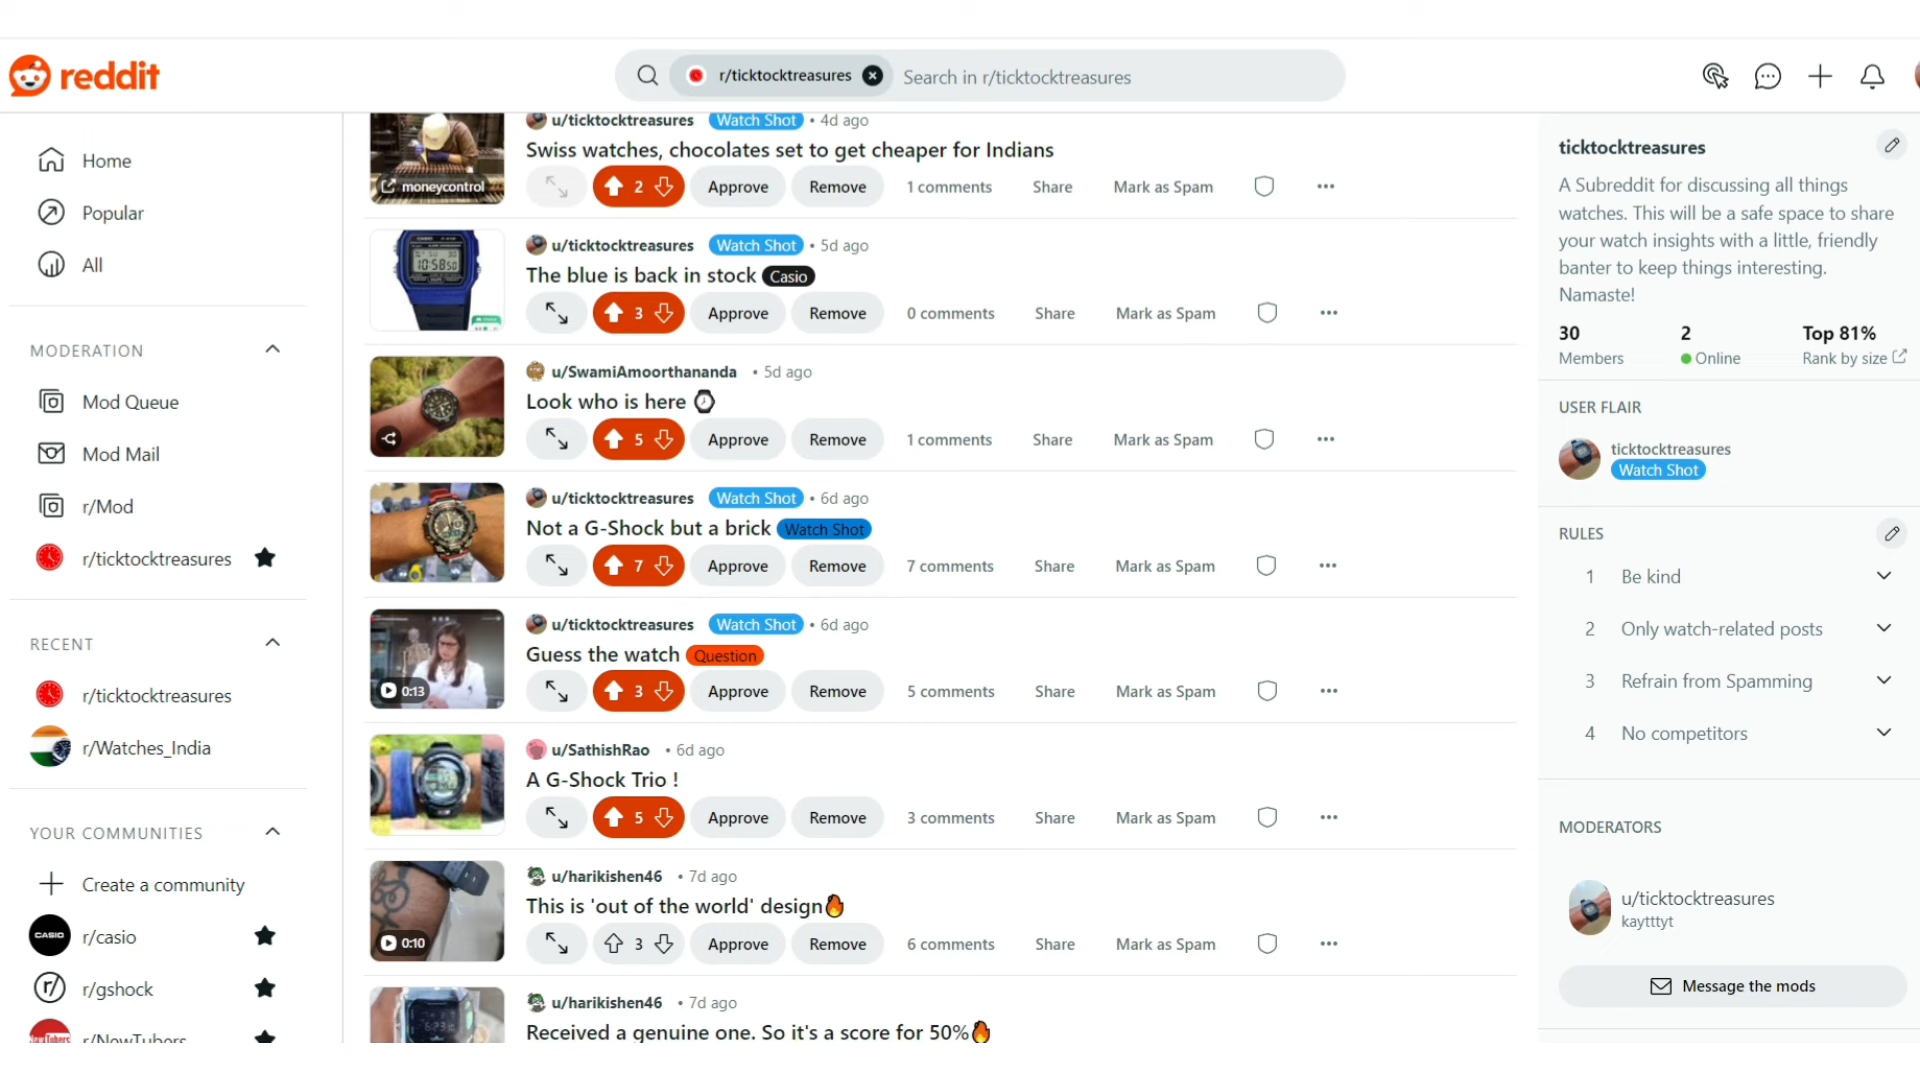 reddit
r/ticktocktreasures
Search in r/ticktocktreasures
Home
Popular
All
MODERATION
Mod Queue
Mod Mail
r/Mod
r/ticktocktreasures
RECENT
r/ticktocktreasures
r/Watches_India
YOUR COMMUNITIES
Create a community
CASIO
r/casio
r/
r/gshock
r/NewTubers
moneycontrol
u/ticktocktreasures Watch Shot • 4d ago
Swiss watches, chocolates set to get cheaper for Indians
2 Approve Remove 1 comments Share Mark as Spam
u/ticktocktreasures Watch Shot • 5d ago
The blue is back in stock Casio
3 Approve Remove 0 comments Share Mark as Spam
10:58 50
u/SwamiAmoorthananda • 5d ago
Look who is here
5 Approve Remove 1 comments Share Mark as Spam
u/ticktocktreasures Watch Shot • 6d ago
Not a G-Shock but a brick Watch Shot
7 Approve Remove 7 comments Share Mark as Spam
u/ticktocktreasures Watch Shot • 6d ago
Guess the watch Question
0:13
3 Approve Remove 5 comments Share Mark as Spam
u/SathishRao • 6d ago
A G-Shock Trio !
5 Approve Remove 3 comments Share Mark as Spam
u/harikishen46 • 7d ago
This is 'out of the world' design🔥
0:10
3 Approve Remove 6 comments Share Mark as Spam
u/harikishen46 • 7d ago
Received a genuine one. So it's a score for 50%🔥
ticktocktreasures
A Subreddit for discussing all things
watches. This will be a safe space to share
your watch insights with a little, friendly
banter to keep things interesting.
Namaste!
30 2 Top 81%
Members Online Rank by size
USER FLAIR
ticktocktreasures
Watch Shot
RULES
1 Be kind
2 Only watch-related posts
3 Refrain from Spamming
4 No competitors
MODERATORS
u/ticktocktreasures
kaytttyt
Message the mods